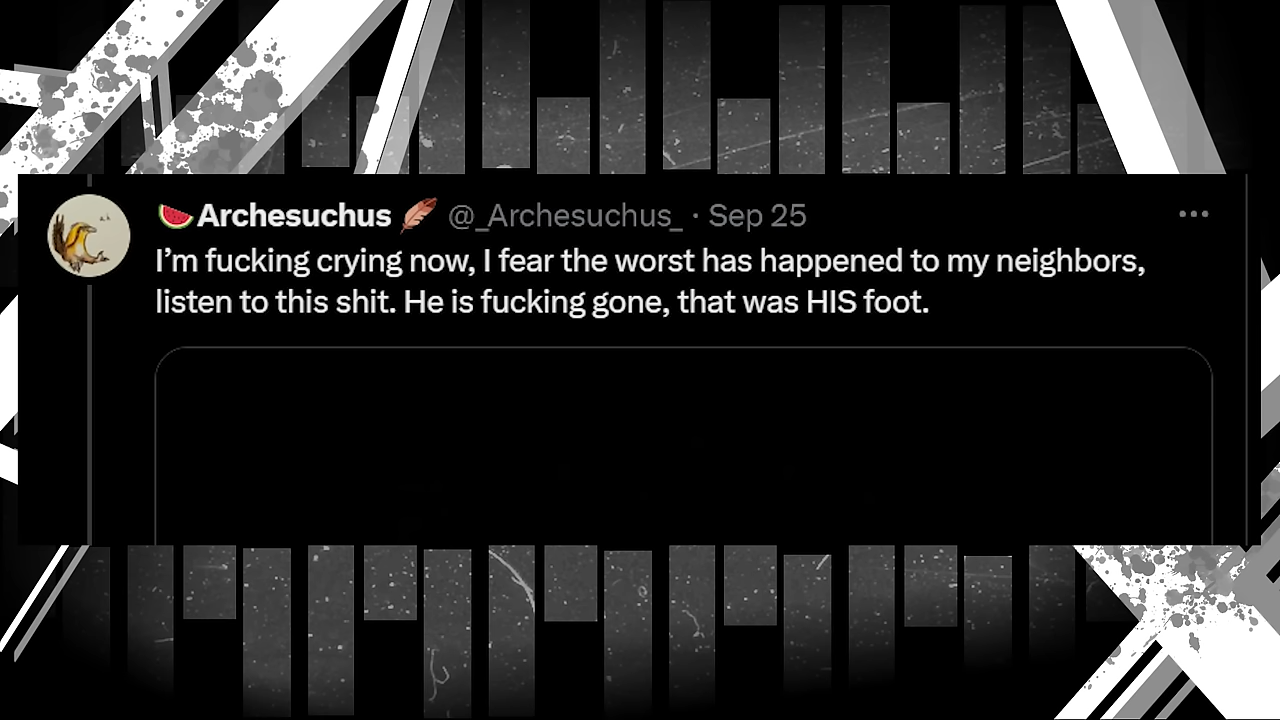 🍉Archesuchus 🪶 @_Archesuchus_ · Sep 25
I’m fucking crying now, I fear the worst has happened to my neighbors,
listen to this shit. He is fucking gone, that was HIS foot.